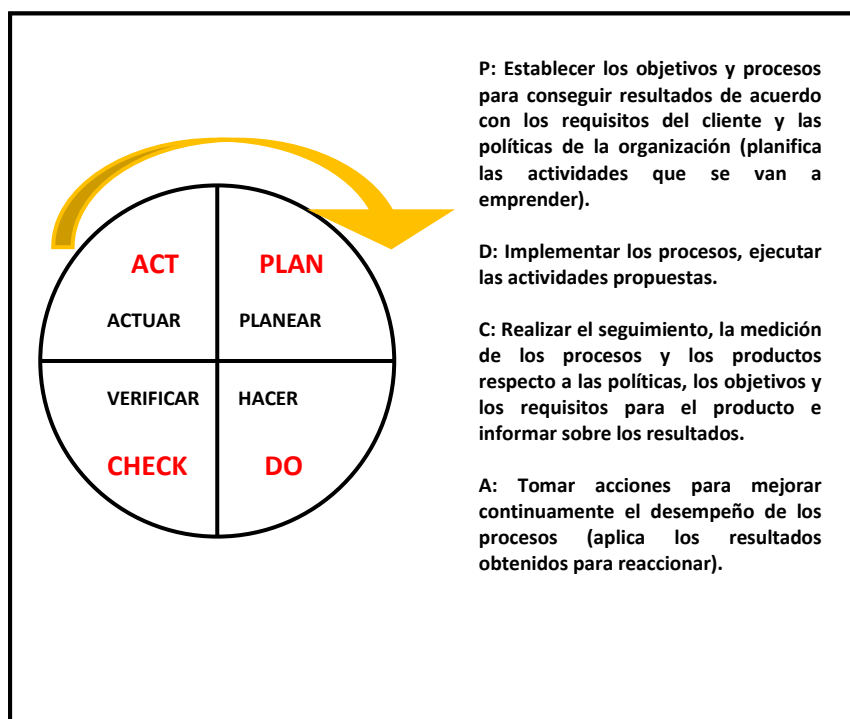 ACT PLAN
ACTUAR PLANEAR
VERIFICAR HACER
CHECK DO
P: Establecer los objetivos y procesos
para conseguir resultados de acuerdo
con los requisitos del cliente y las
políticas de la organización (planifica
las actividades que se van a
emprender).
D: Implementar los procesos, ejecutar
las actividades propuestas.
C: Realizar el seguimiento, la medición
de los procesos y los productos
respecto a las políticas, los objetivos y
los requisitos para el producto e
informar sobre los resultados.
A: Tomar acciones para mejorar
continuamente el desempeño de los
procesos (aplica los resultados
obtenidos para reaccionar).